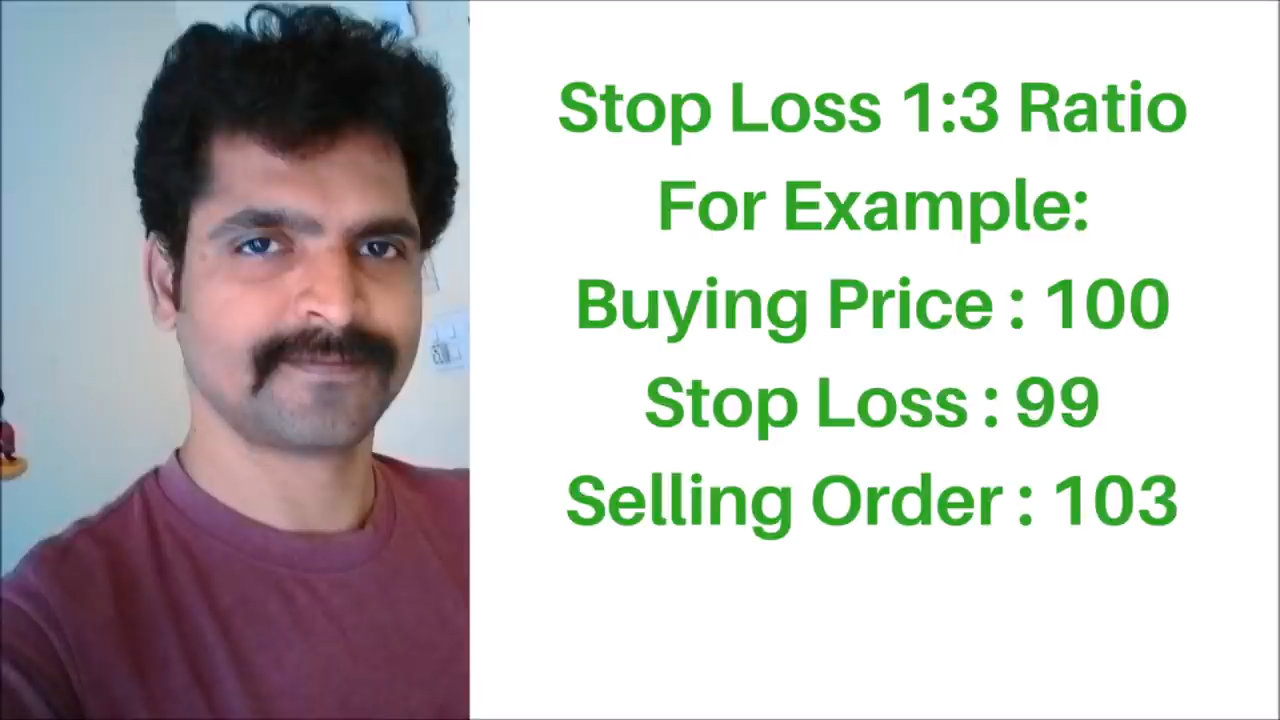 Stop Loss 1:3 Ratio
For Example:
Buying Price : 100
Stop Loss : 99
Selling Order : 103